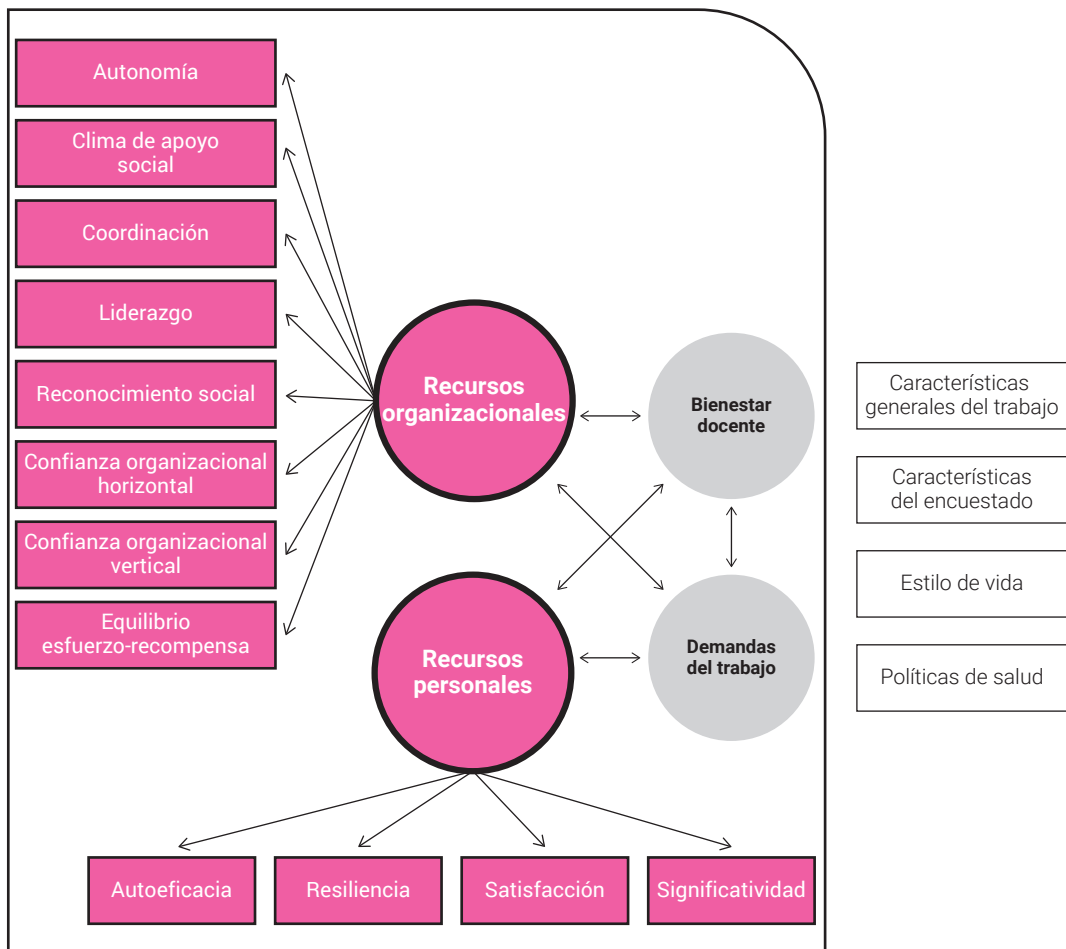 Autonomía
Clima de apoyo
social
Coordinación
Liderazgo
Reconocimiento social
Confianza organizacional
horizontal
Confianza organizacional
vertical
Equilibrio
esfuerzo-recompensa
Recursos
organizacionales
Bienestar
docente
Recursos
personales
Demandas
del trabajo
Características
generales del trabajo
Características
del encuestado
Estilo de vida
Políticas de salud
Autoeficacia
Resiliencia
Satisfacción
Significatividad